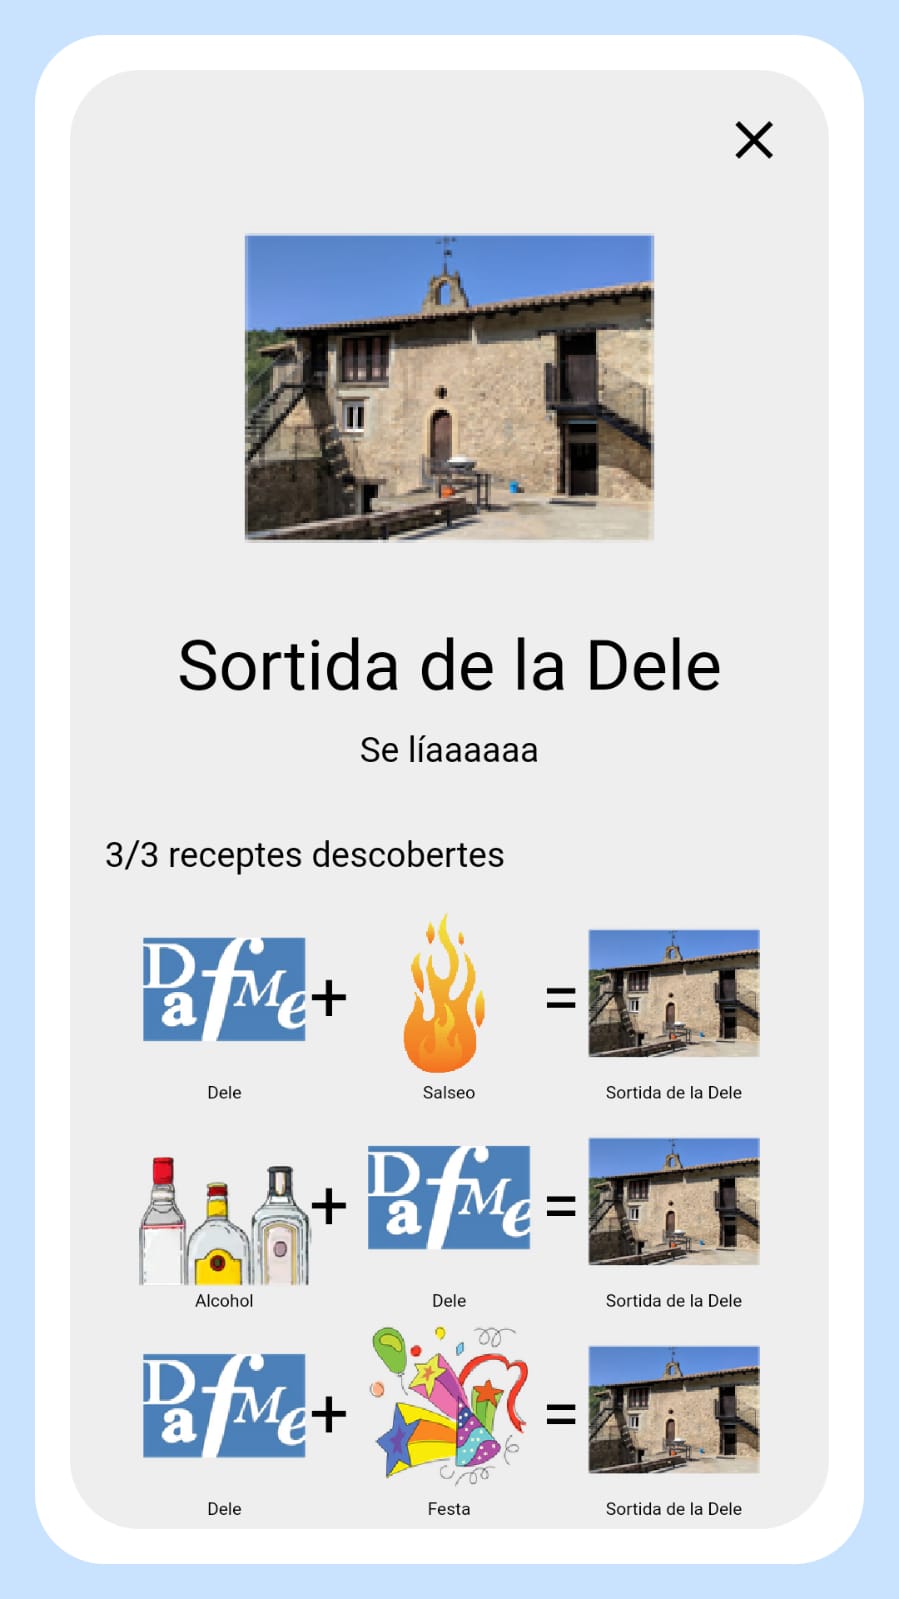 Sortida de la Dele
Se líaaaaaa
3/3 receptes descobertes
DafMe + =
Dele Salseo Sortida de la Dele
+ DafMe =
Alcohol Dele Sortida de la Dele
DafMe + =
Dele Festa Sortida de la Dele